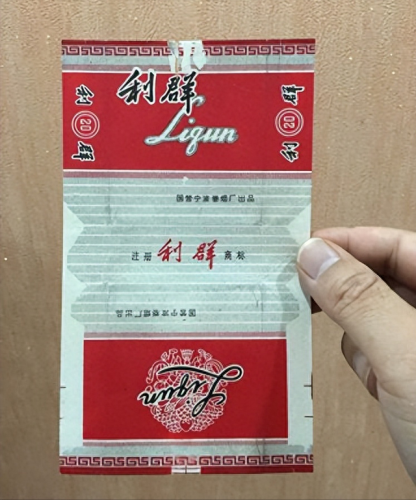 利群
Liqun
利 20 群
群 20 利
国营宁波卷烟厂出品
注册 利群 商标
国营宁波卷烟厂出品
Liqun